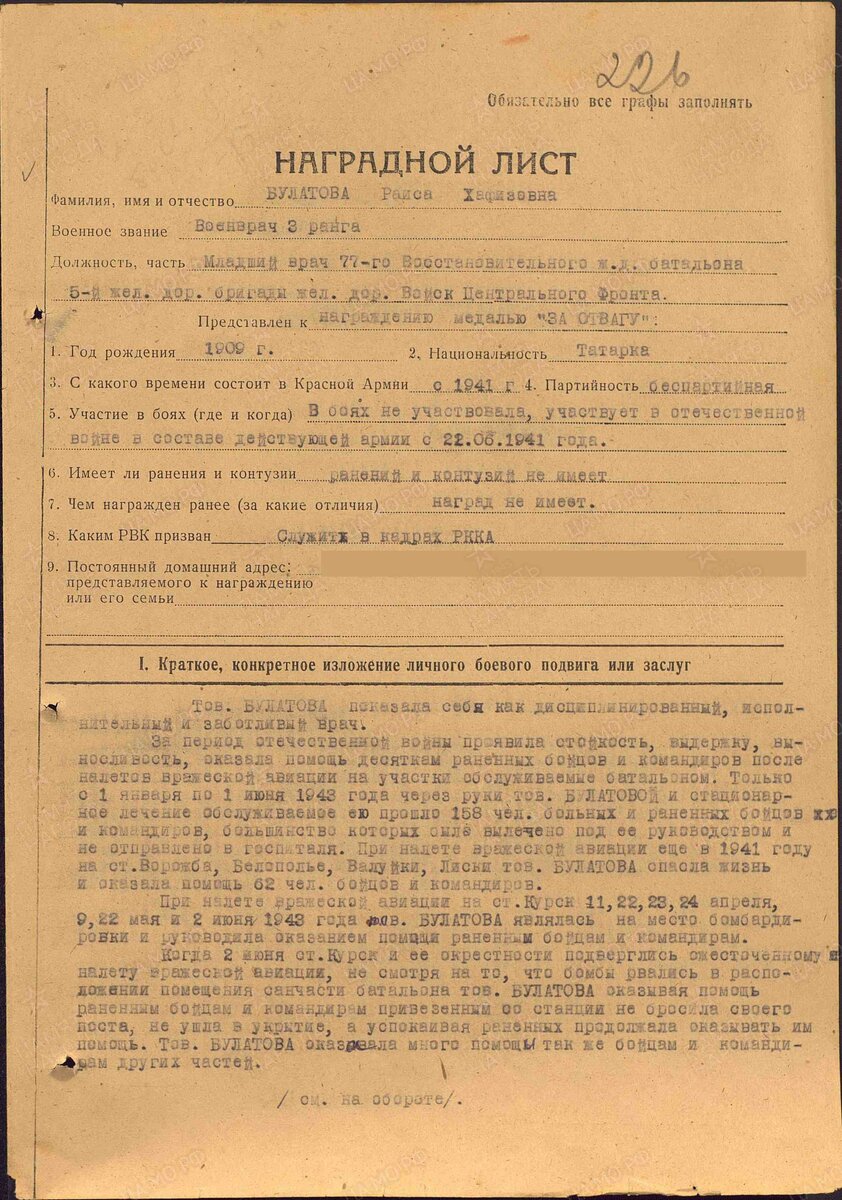 226
Обязательно все графы заполнять
НАГРАДНОЙ ЛИСТ
Фамилия, имя и отчество БУЛАТОВА Раиса Хафизовна
Военное звание Военврач 3 ранга
Должность, часть Младший врач 77-го Восстановительного ж.д. батальона
5-й жел. дор. бригады жел. дор. Войск Центрального Фронта.
Представлен к награждению медалью "ЗА ОТВАГУ":
1. Год рождения 1909 г. 2. Национальность Татарка
3. С какого времени состоит в Красной Армии с 1941 г 4. Партийность беспартийная
5. Участие в боях (где и когда) В боях не участвовала, участвует в отечественной
войне в составе действующей армии с 22.06.1941 года.
6. Имеет ли ранения и контузии ранений и контузий не имеет
7. Чем награжден ранее (за какие отличия) наград не имеет.
8. Каким РВК призван Служит в кадрах РККА
9. Постоянный домашний адрес:
представляемого к награждению
или его семьи
I. Краткое, конкретное изложение личного боевого подвига или заслуг
Тов. БУЛАТОВА показала себя как дисциплинированный, испол-
нительный и заботливый врач.
За период отечественной войны проявила стойкость, выдержку, вы-
носливость, оказала помощь десяткам раненных бойцов и командиров после
налетов вражеской авиации на участки обслуживаемые батальоном. Только
с 1 января по 1 июня 1943 года через руки тов. БУЛАТОВОЙ и стационар-
ное лечение обслуживаемое ею прошло 158 чел. больных и раненных бойцов хх
и командиров, большинство которых было вылечено под ее руководством и
не отправлено в госпиталя. При налете вражеской авиации еще в 1941 году
на ст.Ворожба, Белополье, Валуйки, Лиски тов. БУЛАТОВА спасла жизнь
и оказала помощь 62 чел. бойцов и командиров.
При налете вражеской авиации на ст.Курск 11,22,23,24 апреля,
9,22 мая и 2 июня 1943 года тов. БУЛАТОВА являлась на место бомбарди-
ровки и руководила оказанием помощи раненным бойцам и командирам.
Когда 2 июня ст.Курск и ее окрестности подверглись ожесточенному
налету вражеской авиации, не смотря на то, что бомбы рвались в распо-
ложении помещения санчасти батальона тов. БУЛАТОВА оказывая помощь
раненным бойцам и командирам привезенным со станции не бросила своего
поста, не ушла в укрытие, а успокаивая раненных продолжала оказывать им
помощь. Тов. БУЛАТОВА оказывала много помощы так же бойцам и команди-
рам других частей.
/ см. на обороте/.